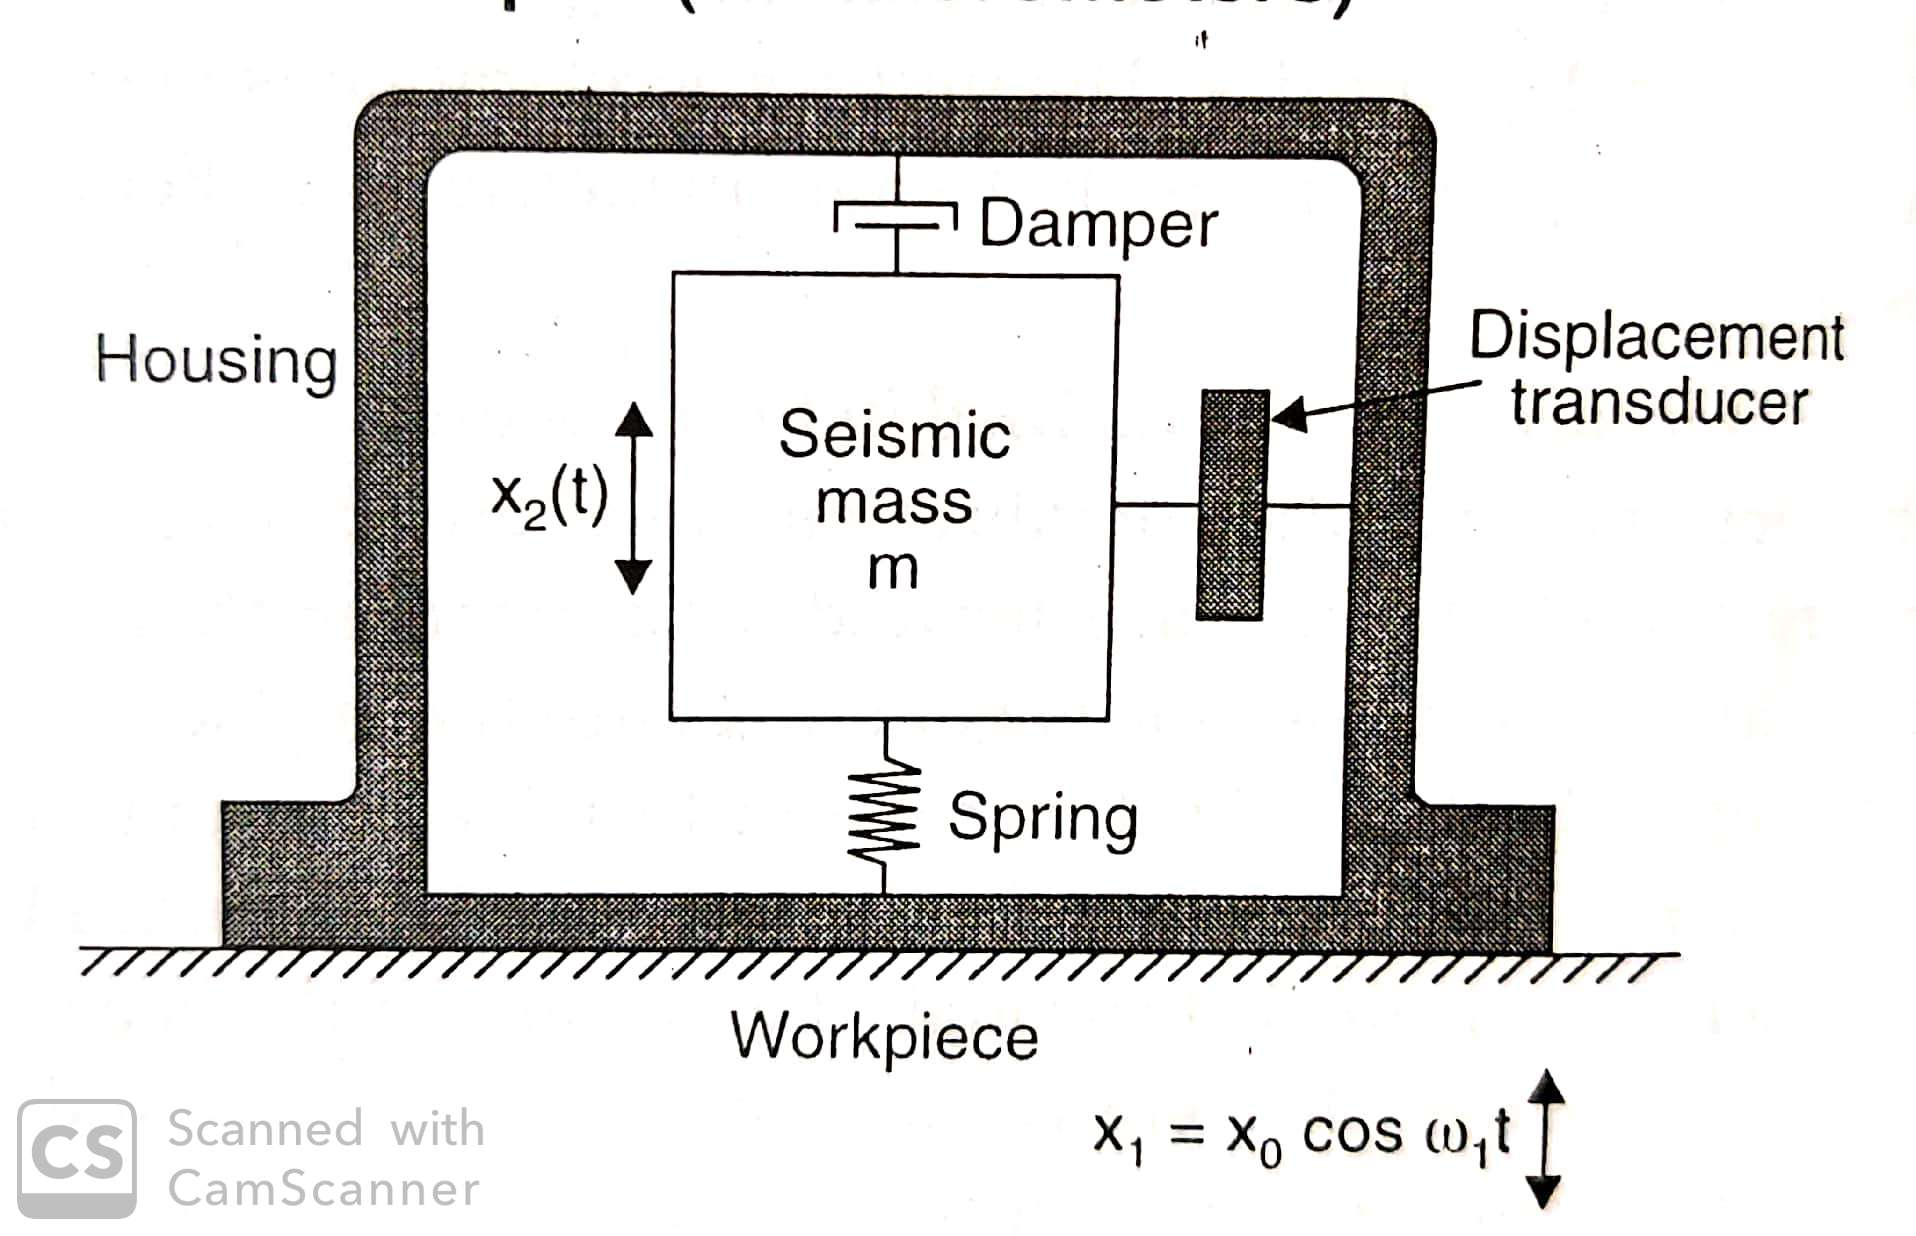 Damper
Housing
Displacement
transducer
x₂(t)
Seismic
mass
m
Spring
Workpiece
x₁ = x₀ cos ω₁t
CS
Scanned with
CamScanner